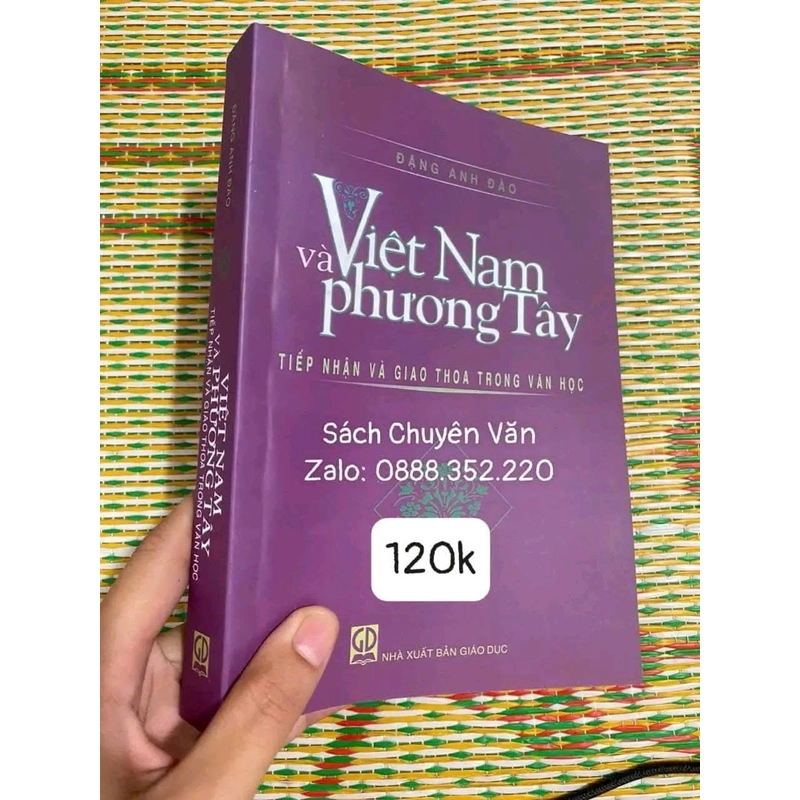 ĐẶNG ANH ĐÀO
Việt Nam
và phương Tây
TIẾP NHẬN VÀ GIAO THOA TRONG VĂN HỌC
Sách Chuyên Văn
Zalo: 0888.352.220
120k
GD
NHÀ XUẤT BẢN GIÁO DỤC
ĐẶNG ANH ĐÀO
VIỆT NAM
VÀ PHƯƠNG TÂY
TIẾP NHẬN VÀ GIAO THOA TRONG VĂN HỌC
GD